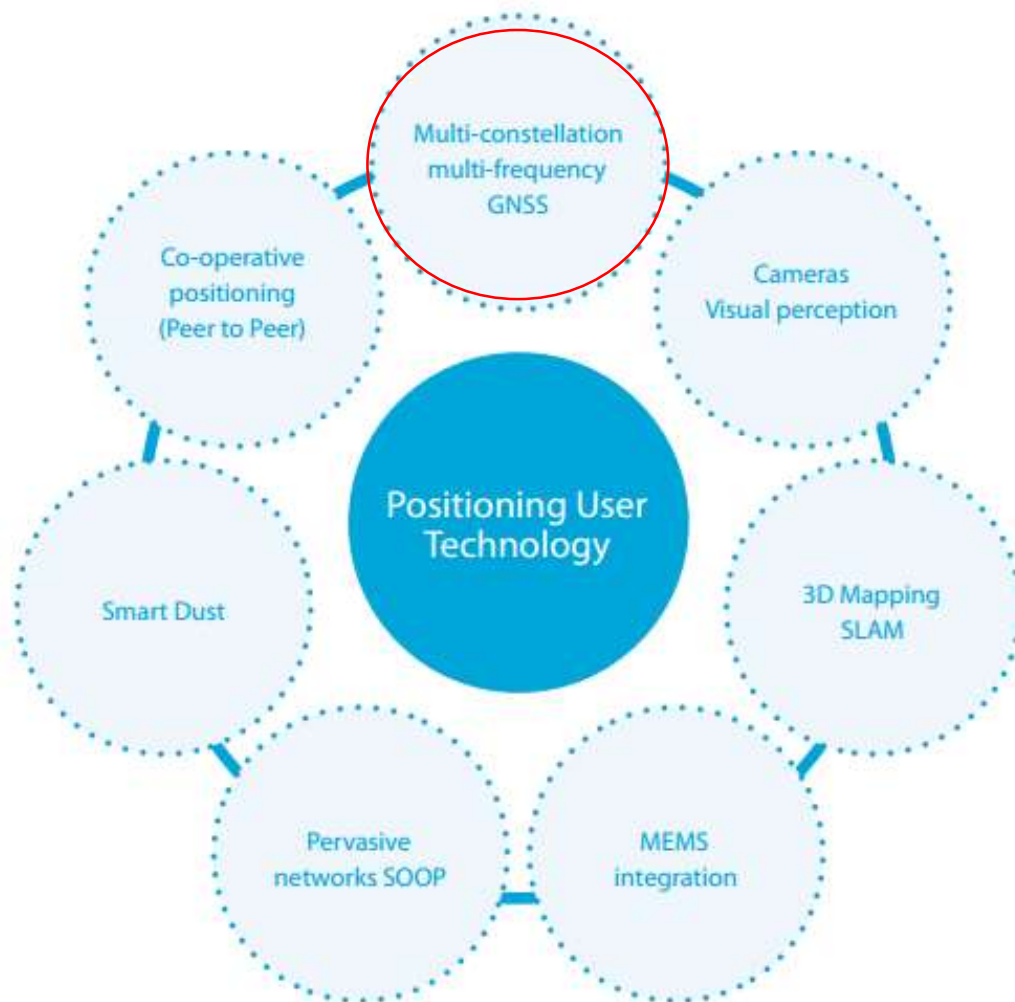 Multi-constellation
multi-frequency
GNSS
Cameras
Visual perception
3D Mapping
SLAM
MEMS
integration
Pervasive
networks SOOP
Smart Dust
Co-operative
positioning
(Peer to Peer)
Positioning User
Technology